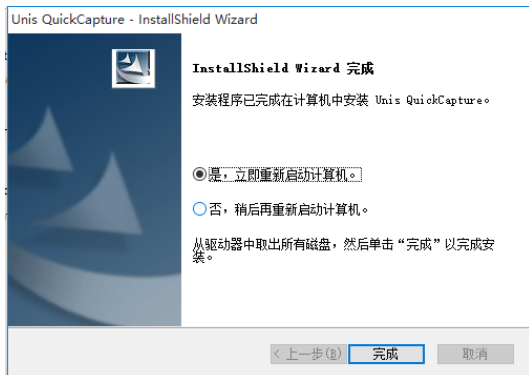 Unis QuickCapture - InstallShield Wizard
InstallShield Wizard 完成
安装程序已完成在计算机中安装 Unis QuickCapture。
是，立即重新启动计算机。
否，稍后再重新启动计算机。
从驱动器中取出所有磁盘，然后单击“完成”以完成安
装。
< 上一步(B) 完成 取消